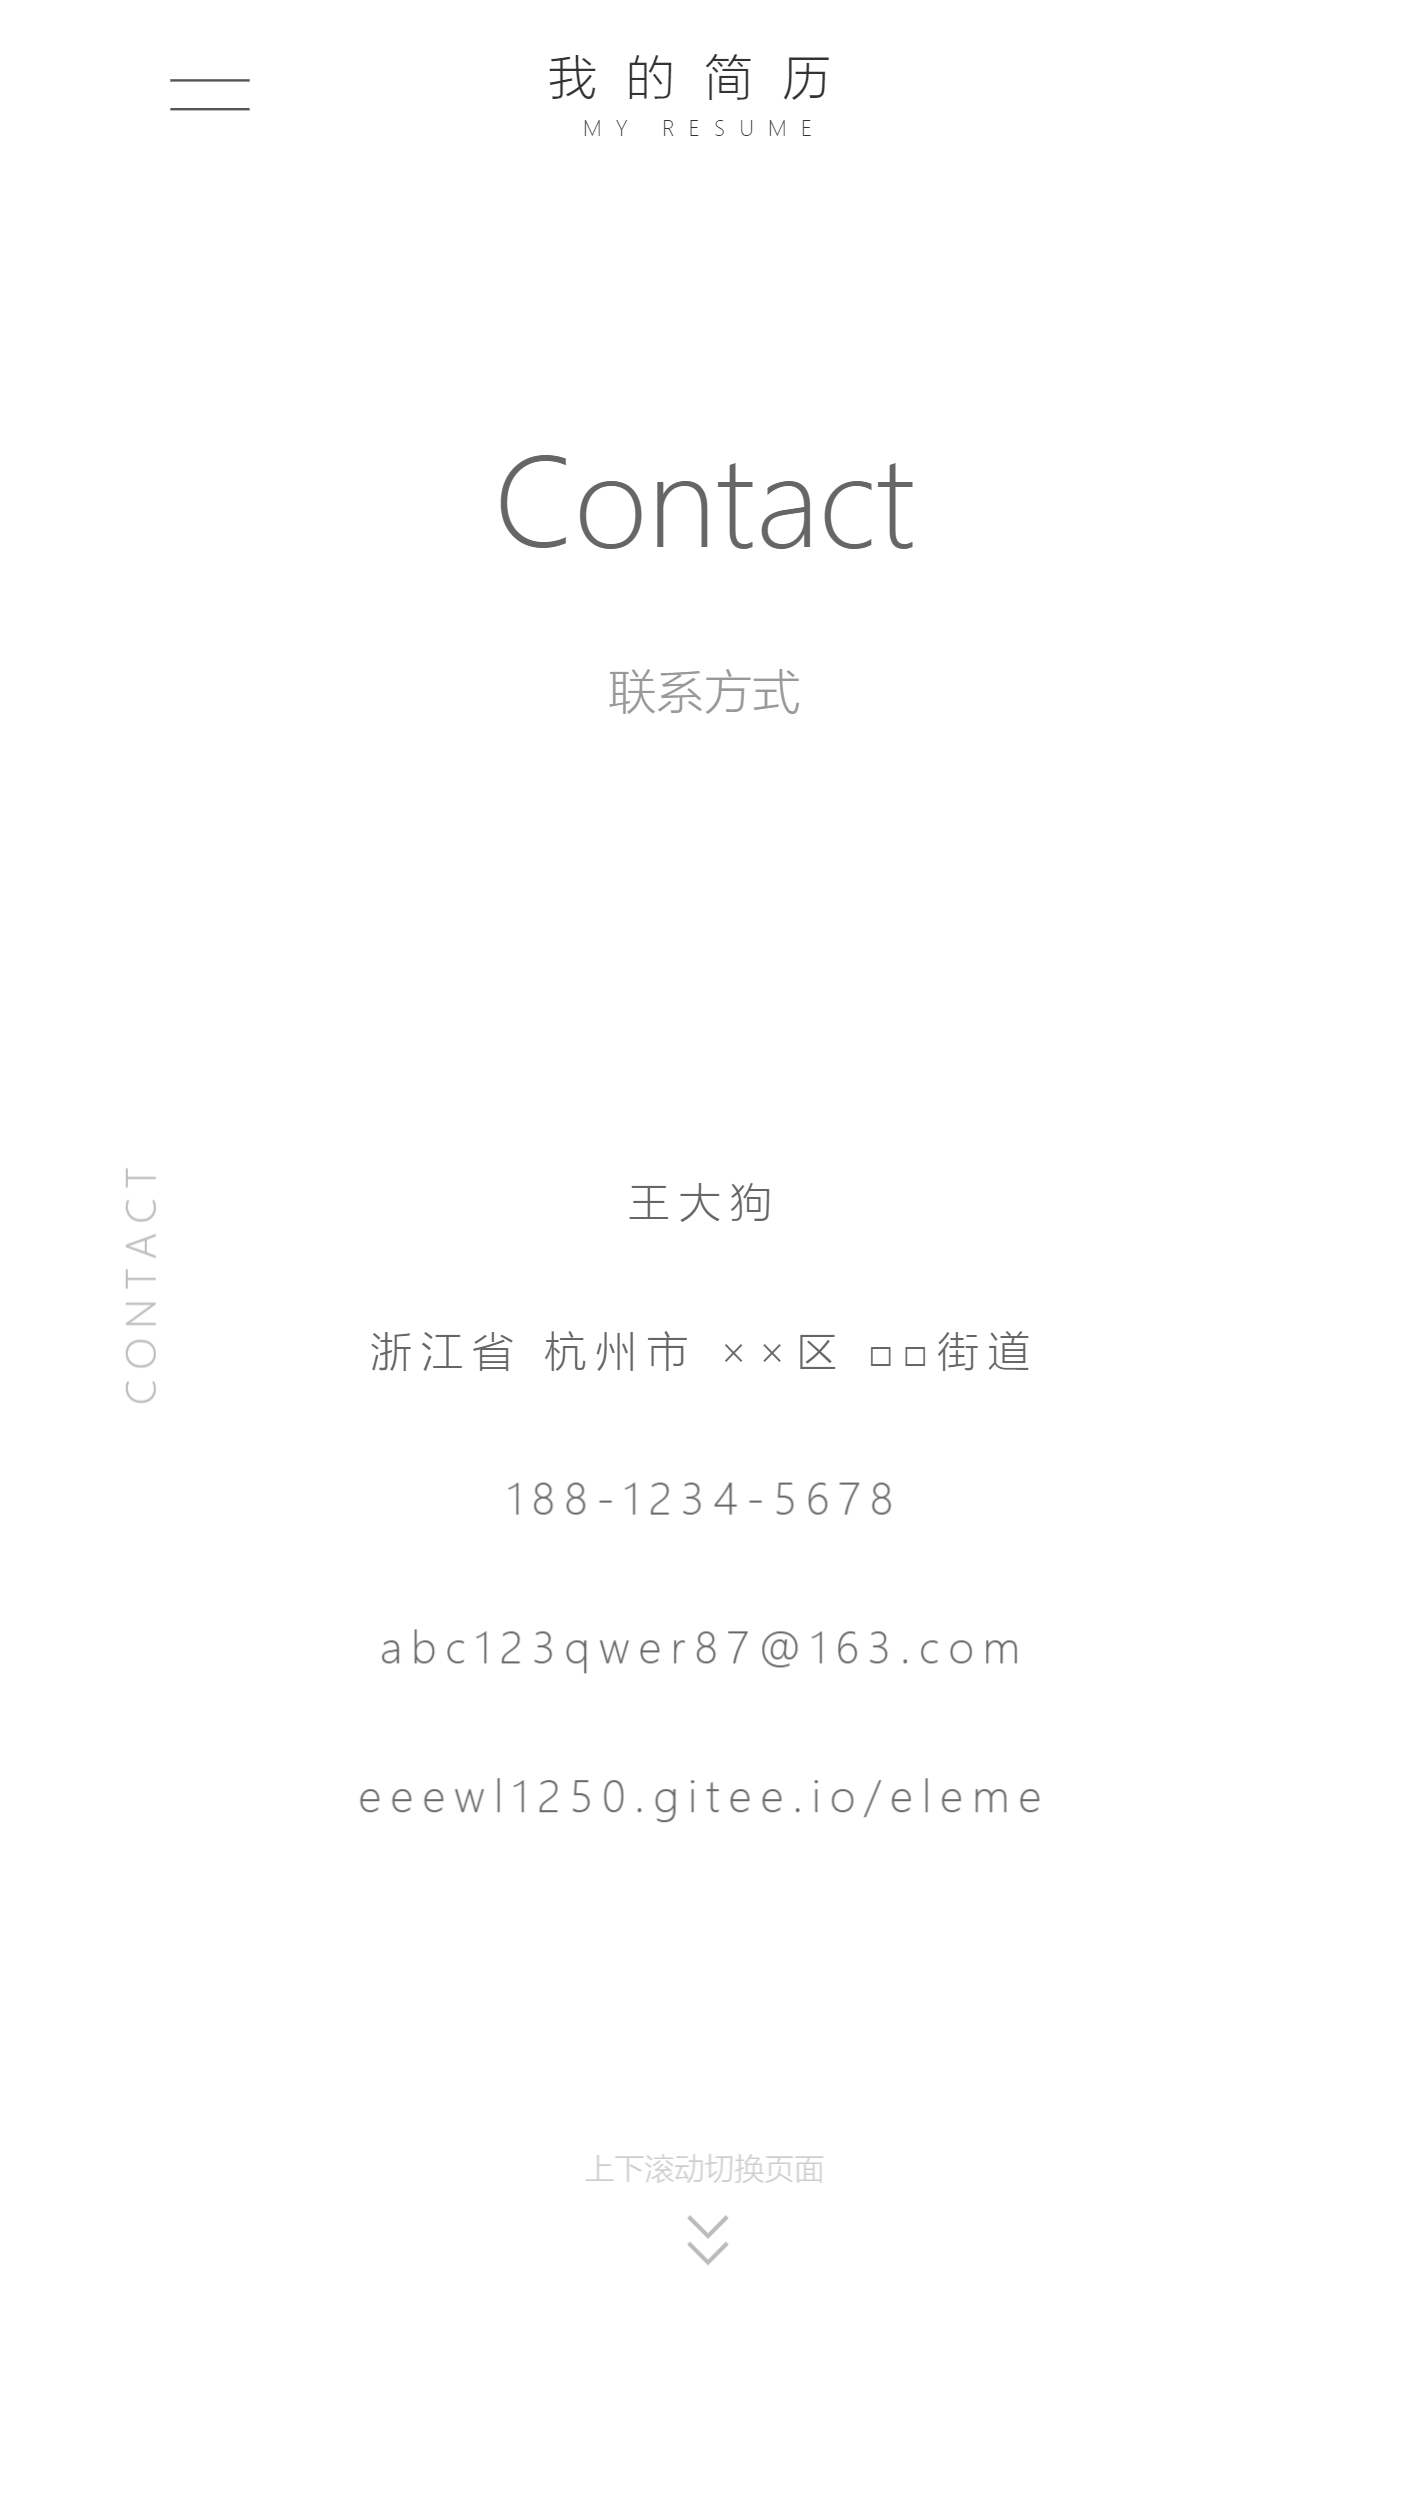 我的简历
MY RESUME
Contact
联系方式
CONTACT
王大狗
浙江省 杭州市 ××区 □□街道
188-1234-5678
abc123qwer87@163.com
eeewl1250.gitee.io/eleme
上下滚动切换页面